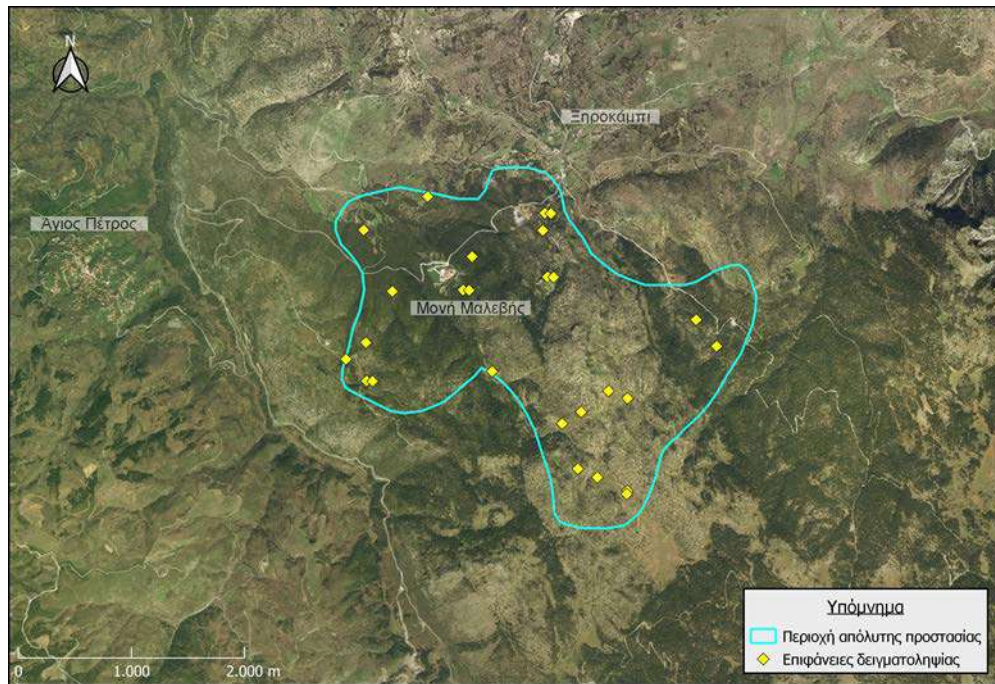 N
Ξηροκάμπι
Άγιος Πέτρος
Μονή Μαλεβής
Υπόμνημα
Περιοχή απόλυτης προστασίας
Επιφάνειες δειγματοληψίας
0 1.000 2.000 m